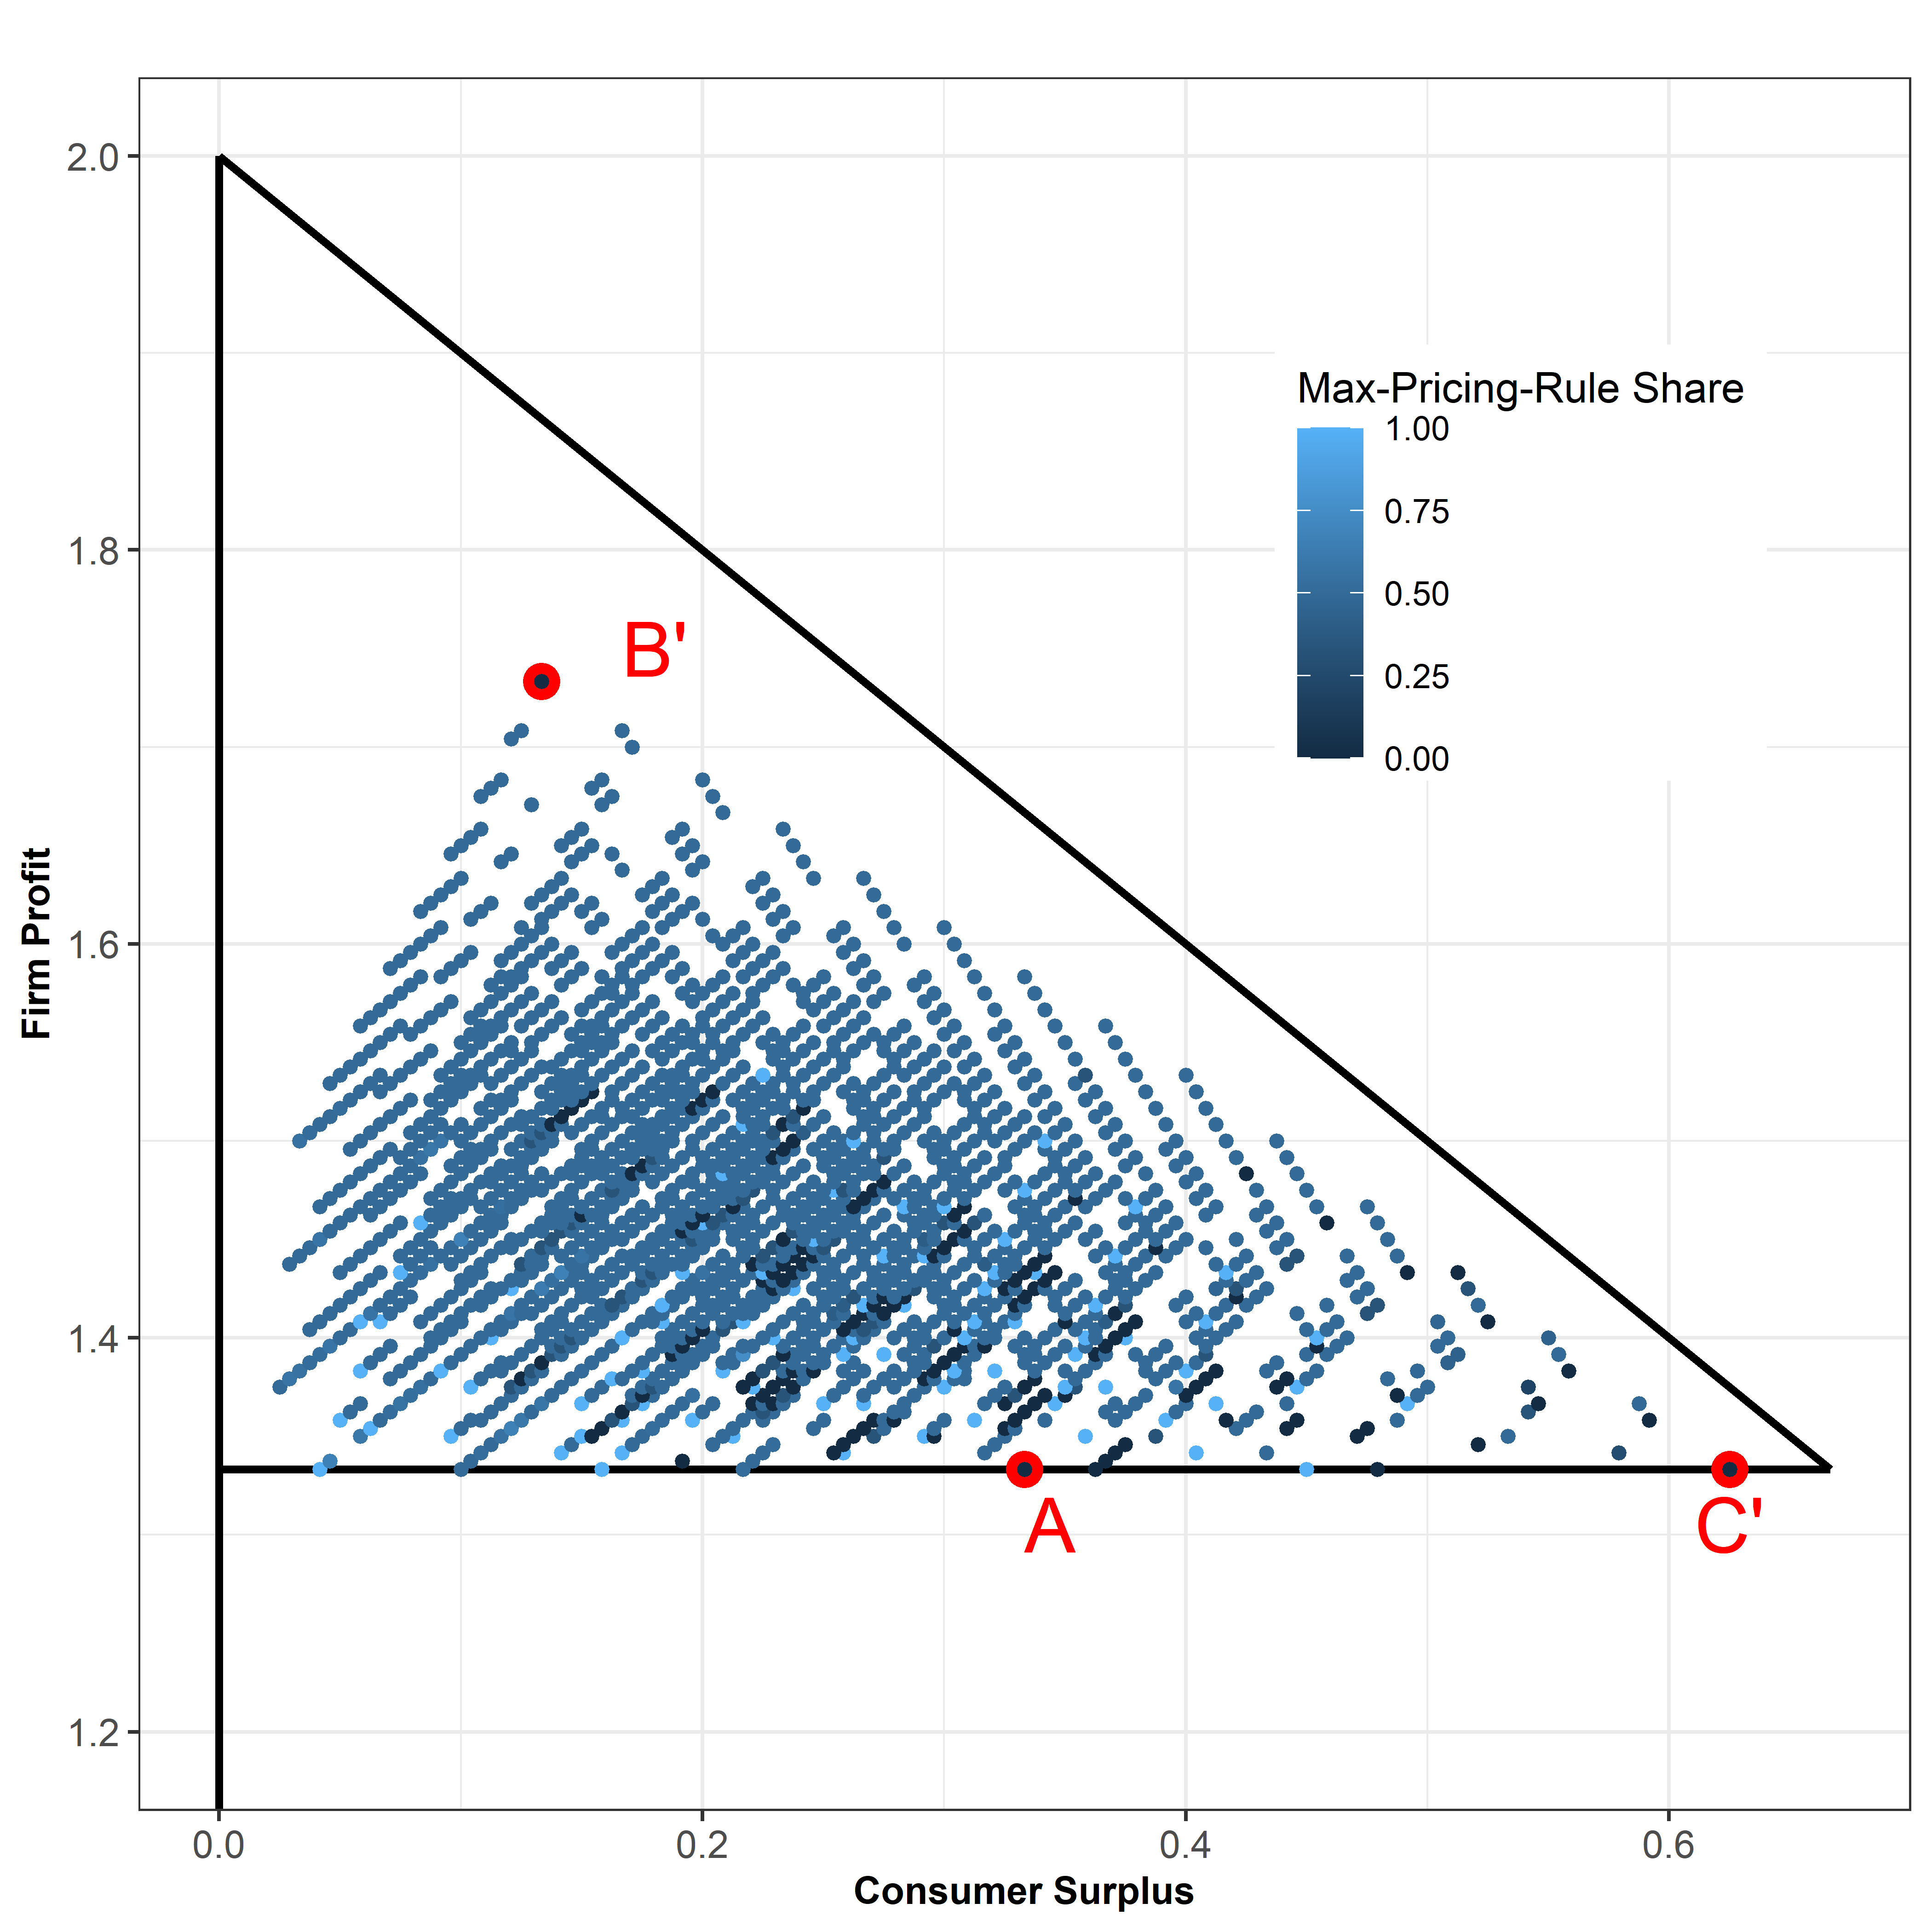 2.0
1.8
1.6
1.4
1.2
Firm Profit
Max-Pricing-Rule Share
1.00
0.75
0.50
0.25
0.00
B'
A
C'
0.0
0.2
0.4
0.6
Consumer Surplus